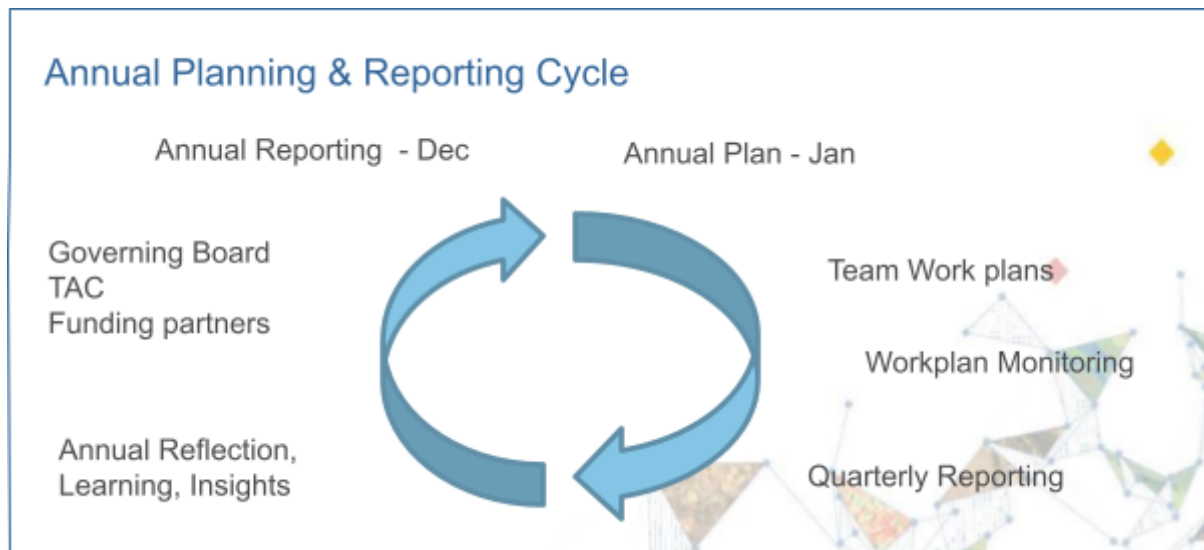 Annual Planning & Reporting Cycle
Annual Reporting - Dec
Annual Plan - Jan
Governing Board
TAC
Funding partners
Team Work plans
Workplan Monitoring
Annual Reflection,
Learning, Insights
Quarterly Reporting